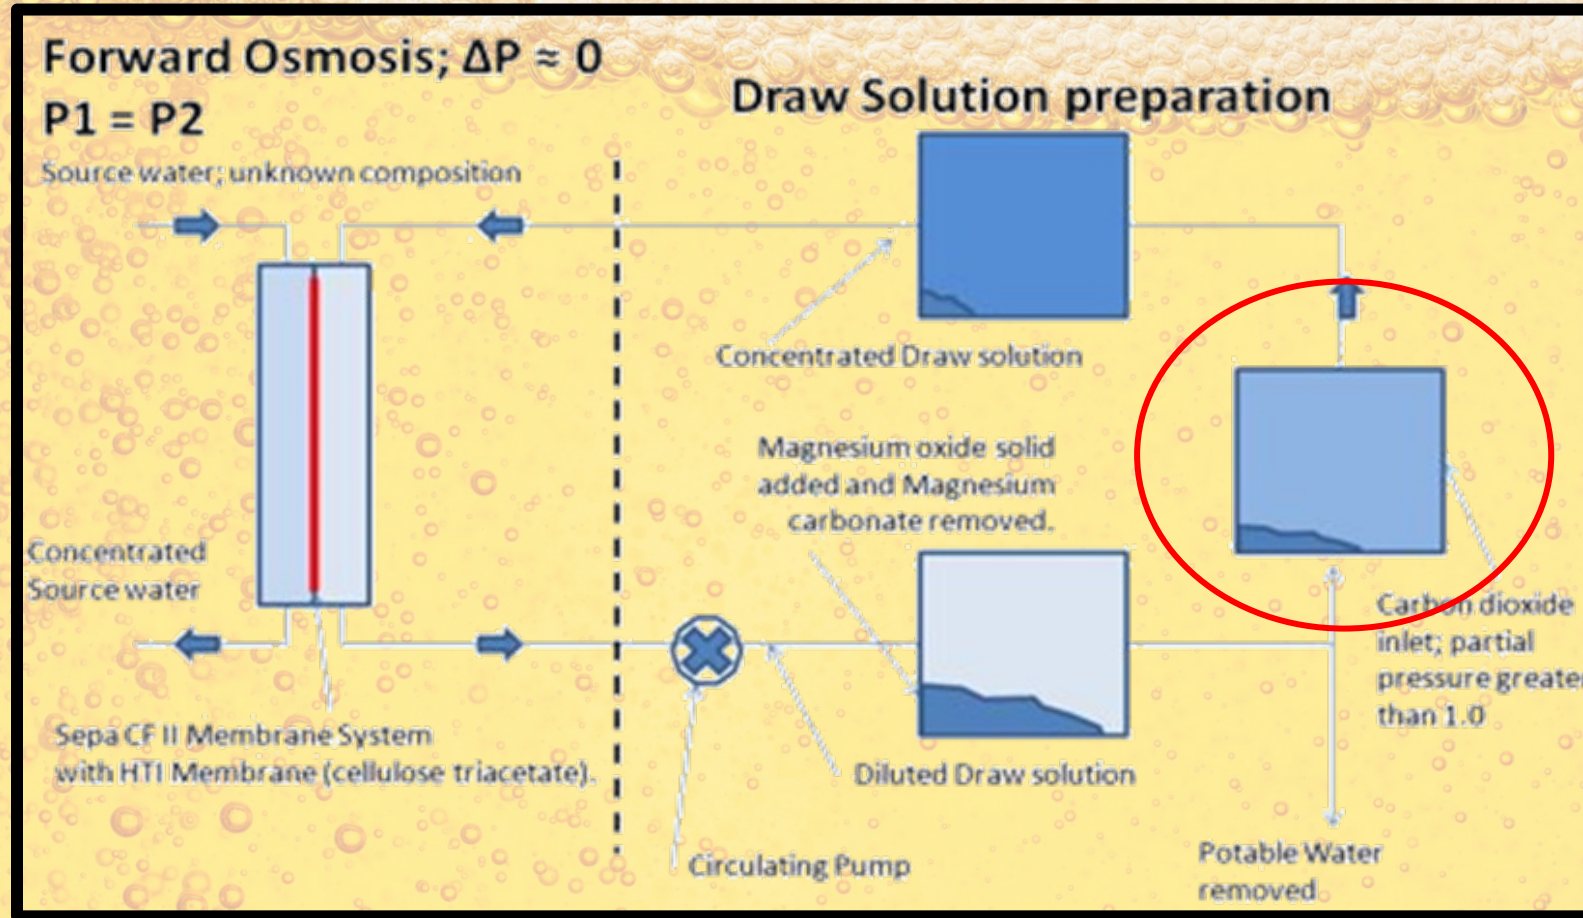 Forward Osmosis; ΔP ≈ 0
P1 = P2
Draw Solution preparation
Source water; unknown composition
Concentrated Draw solution
Magnesium oxide solid
added and Magnesium
carbonate removed.
Concentrated
Source water
Carbon dioxide
inlet; partial
pressure greater
than 1.0
Sepa CF II Membrane System
with HTI Membrane (cellulose triacetate).
Diluted Draw solution
Circulating Pump
Potable Water
removed